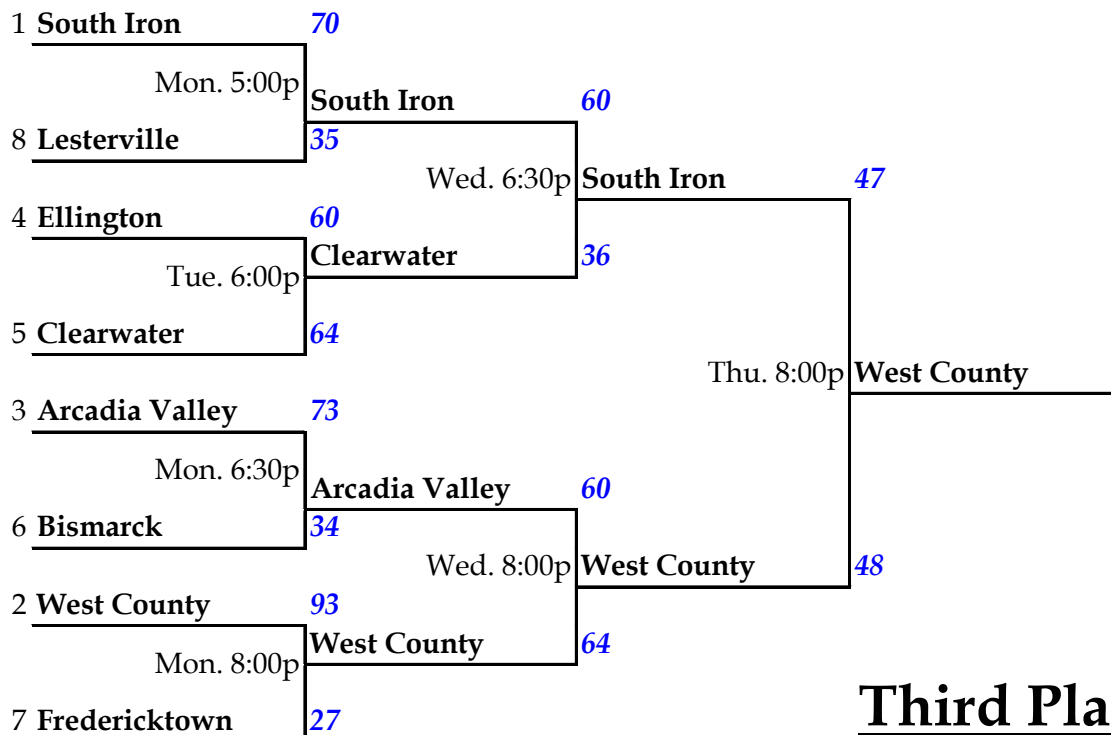 1 South Iron 70
Mon. 5:00p
South Iron 60
8 Lesterville 35
Wed. 6:30p South Iron 47
4 Ellington 60
Clearwater 36
Tue. 6:00p
5 Clearwater 64
Thu. 8:00p West County
3 Arcadia Valley 73
Mon. 6:30p
Arcadia Valley 60
6 Bismarck 34
Wed. 8:00p West County 48
2 West County 93
West County 64
Mon. 8:00p
7 Fredericktown 27
Third Pla